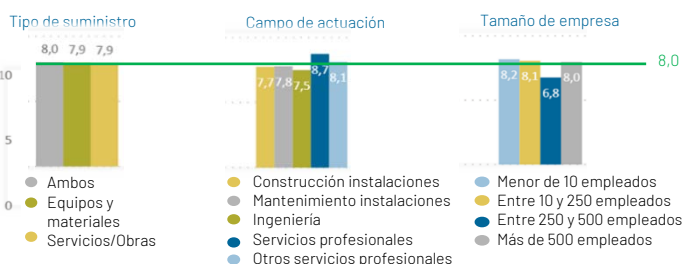 Tipo de suministro
8,0 7,9 7,9
10
5
0
Ambos
Equipos y
materiales
Servicios/Obras
Campo de actuación
7,7 7,8 7,5 8,7 8,1
Construcción instalaciones
Mantenimiento instalaciones
Ingeniería
Servicios profesionales
Otros servicios profesionales
Tamaño de empresa
8,2 8,1 6,8 8,0
8,0
Menor de 10 empleados
Entre 10 y 250 empleados
Entre 250 y 500 empleados
Más de 500 empleados